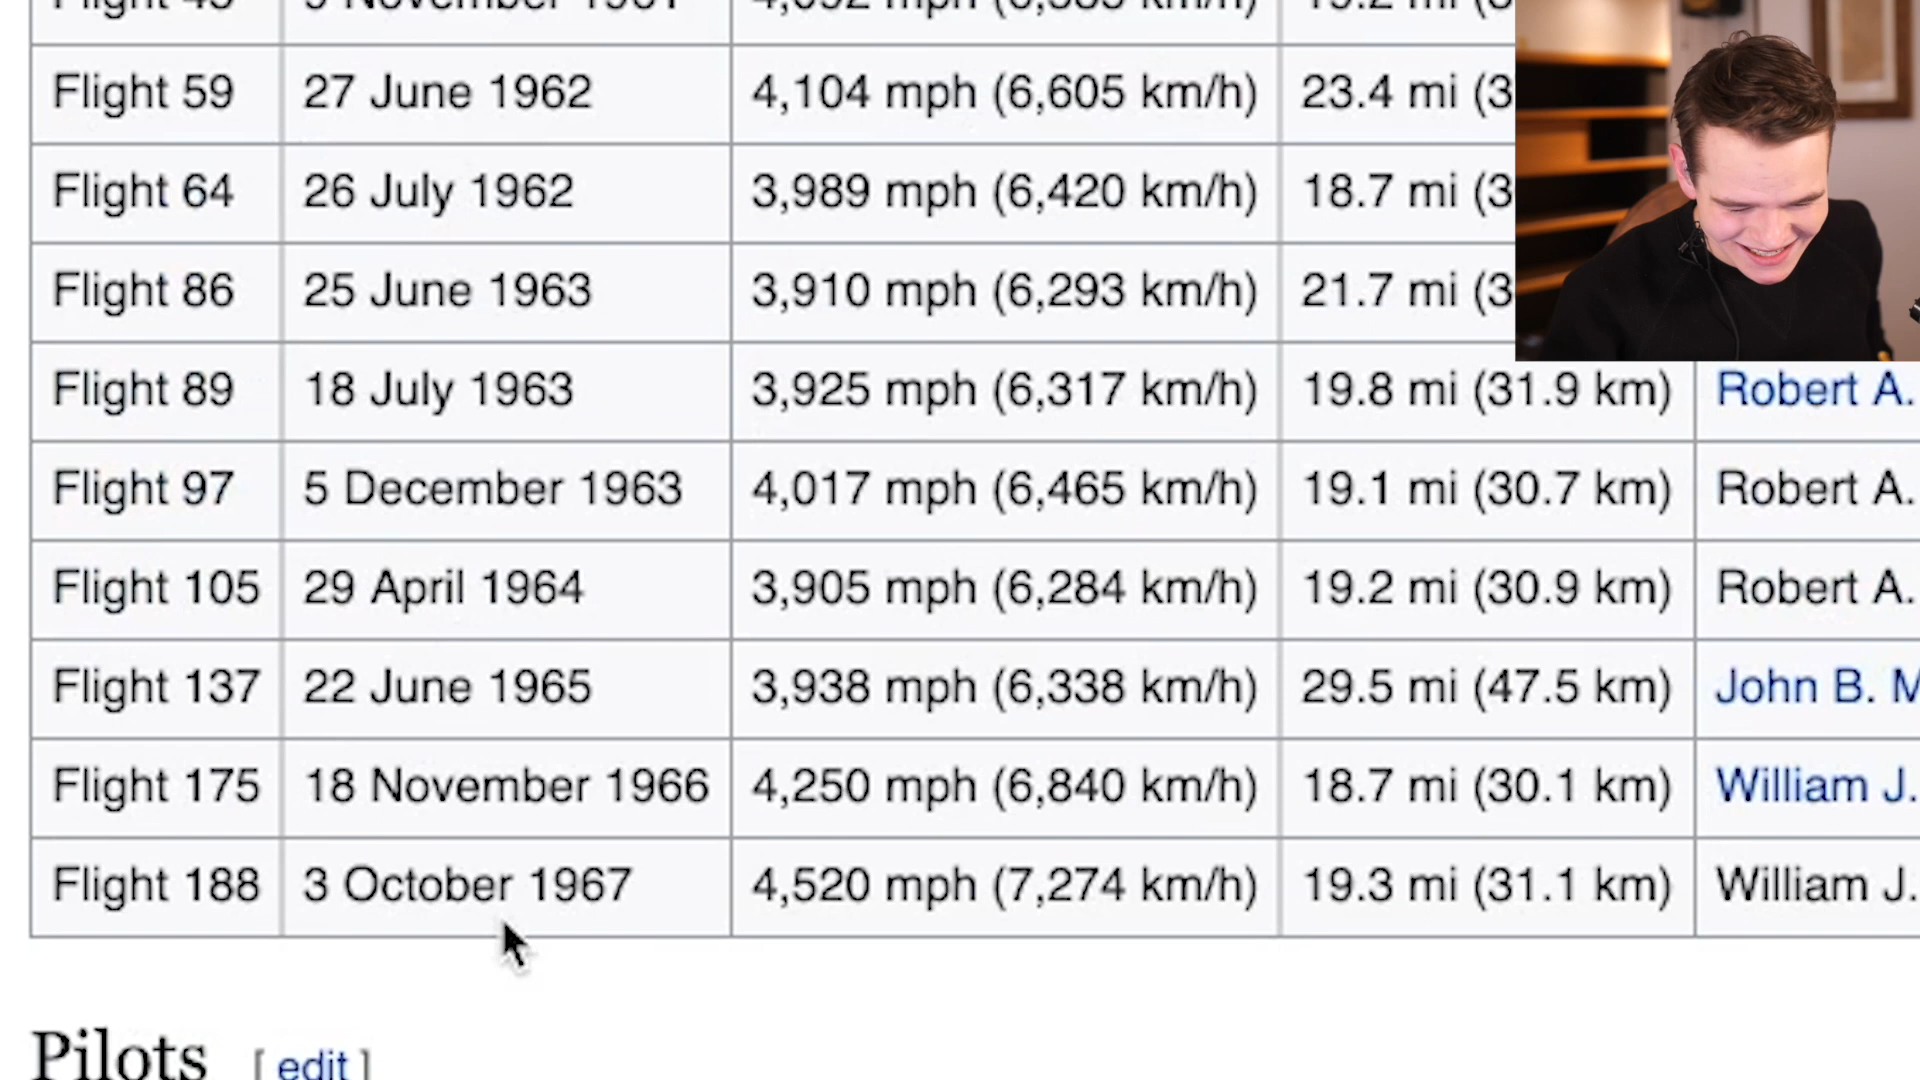 Flight 59 27 June 1962 4,104 mph (6,605 km/h) 23.4 mi (3
Flight 64 26 July 1962 3,989 mph (6,420 km/h) 18.7 mi (3
Flight 86 25 June 1963 3,910 mph (6,293 km/h) 21.7 mi (3
Flight 89 18 July 1963 3,925 mph (6,317 km/h) 19.8 mi (31.9 km) Robert A.
Flight 97 5 December 1963 4,017 mph (6,465 km/h) 19.1 mi (30.7 km) Robert A.
Flight 105 29 April 1964 3,905 mph (6,284 km/h) 19.2 mi (30.9 km) Robert A.
Flight 137 22 June 1965 3,938 mph (6,338 km/h) 29.5 mi (47.5 km) John B. M
Flight 175 18 November 1966 4,250 mph (6,840 km/h) 18.7 mi (30.1 km) William J.
Flight 188 3 October 1967 4,520 mph (7,274 km/h) 19.3 mi (31.1 km) William J.
Pilots [ edit ]